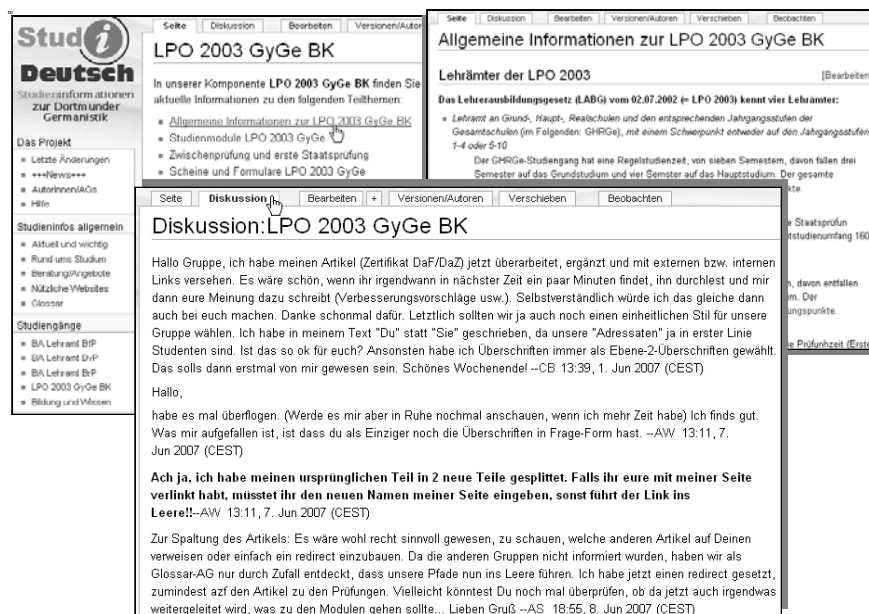 Stud i
Deutsch
Studieninformationen
zur Dortmunder
Germanistik
Das Projekt
Letzte Änderungen
+++News+++
AutorInnen/AGs
Hilfe
Studieninfos allgemein
Aktuell und wichtig
Rund ums Studium
Beratung/Angebote
Nützliche Websites
Glossar
Studiengänge
BA Lehramt BfP
BA Lehramt GvP
BA Lehramt BrP
LPO 2003 GyGe BK
Bildung und Wissen
Seite Diskussion Bearbeiten Versionen/Autor
LPO 2003 GyGe BK
In unserer Komponente LPO 2003 GyGe BK finden Sie
aktuelle Informationen zu den folgenden Teilthemen:
Allgemeine Informationen zur LPO 2003 GyGe BK
Studienmodule LPO 2003 GyGe
Zwischenprüfung und erste Staatsprüfung
Scheine und Formulare LPO 2003 GyGe
Seite Diskussion Bearbeiten Versionen/Autoren Verschieben Beobachten
Allgemeine Informationen zur LPO 2003 GyGe BK
Lehrämter der LPO 2003 [Bearbeiten
Das Lehrerausbildungsgesetz (LABG) vom 02.07.2002 (= LPO 2003) kennt vier Lehrämter:
Lehramt an Grund-, Haupt-, Realschulen und den entsprechenden Jahrgangsstufen der
Gesamtschulen (im Folgenden: GHRGe), mit einem Schwerpunkt entweder auf den Jahrgangsstufen
1-4 oder 5-10
Der GHRGe-Studiengang hat eine Regelstudienzeit, von sieben Semestern, davon fallen drei
Semester auf das Grundstudium und vier Semster auf das Hauptstudium. Der gesamte
kte
e Staatsprüfun
tstudienumfang 160
n, davon entfallen
m. Der
ungspunkte.
e Prüfunhzeit (Erste
Seite Diskussion Bearbeiten + Versionen/Autoren Verschieben Beobachten
Diskussion:LPO 2003 GyGe BK
Hallo Gruppe, ich habe meinen Artikel (Zertifikat DaF/DaZ) jetzt überarbeitet, ergänzt und mit externen bzw. internen
Links versehen. Es wäre schön, wenn ihr irgendwann in nächster Zeit ein paar Minuten findet, ihn durchlest und mir
dann eure Meinung dazu schreibt (Verbesserungsvorschläge usw.). Selbstverständlich würde ich das gleiche dann
auch bei euch machen. Danke schonmal dafür. Letztlich sollten wir ja auch noch einen einheitlichen Stil für unsere
Gruppe wählen. Ich habe in meinem Text "Du" statt "Sie" geschrieben, da unsere "Adressaten" ja in erster Linie
Studenten sind. Ist das so ok für euch? Ansonsten habe ich Überschriften immer als Ebene-2-Überschriften gewählt.
Das solls dann erstmal von mir gewesen sein. Schönes Wochenende! --CB 13:39, 1. Jun 2007 (CEST)
Hallo,
habe es mal überflogen. (Werde es mir aber in Ruhe nochmal anschauen, wenn ich mehr Zeit habe) Ich finds gut.
Was mir aufgefallen ist, ist dass du als Einziger noch die Überschriften in Frage-Form hast. --AW 13:11, 7.
Jun 2007 (CEST)
Ach ja, ich habe meinen ursprünglichen Teil in 2 neue Teile gesplittet. Falls ihr eure mit meiner Seite
verlinkt habt, müsstet ihr den neuen Namen meiner Seite eingeben, sonst führt der Link ins
Leere!!--AW 13:11, 7. Jun 2007 (CEST)
Zur Spaltung des Artikels: Es wäre wohl recht sinnvoll gewesen, zu schauen, welche anderen Artikel auf Deinen
verweisen oder einfach ein redirect einzubauen. Da die anderen Gruppen nicht informiert wurden, haben wir als
Glossar-AG nur durch Zufall entdeckt, dass unsere Pfade nun ins Leere führen. Ich habe jetzt einen redirect gesetzt,
zumindest azf den Artikel zu den Prüfungen. Vielleicht könntest Du noch mal überprüfen, ob da jetzt auch irgendwas
weitergeleitet wird, was zu den Modulen gehen sollte... Lieben Gruß --AS 18:55, 8. Jun 2007 (CEST)